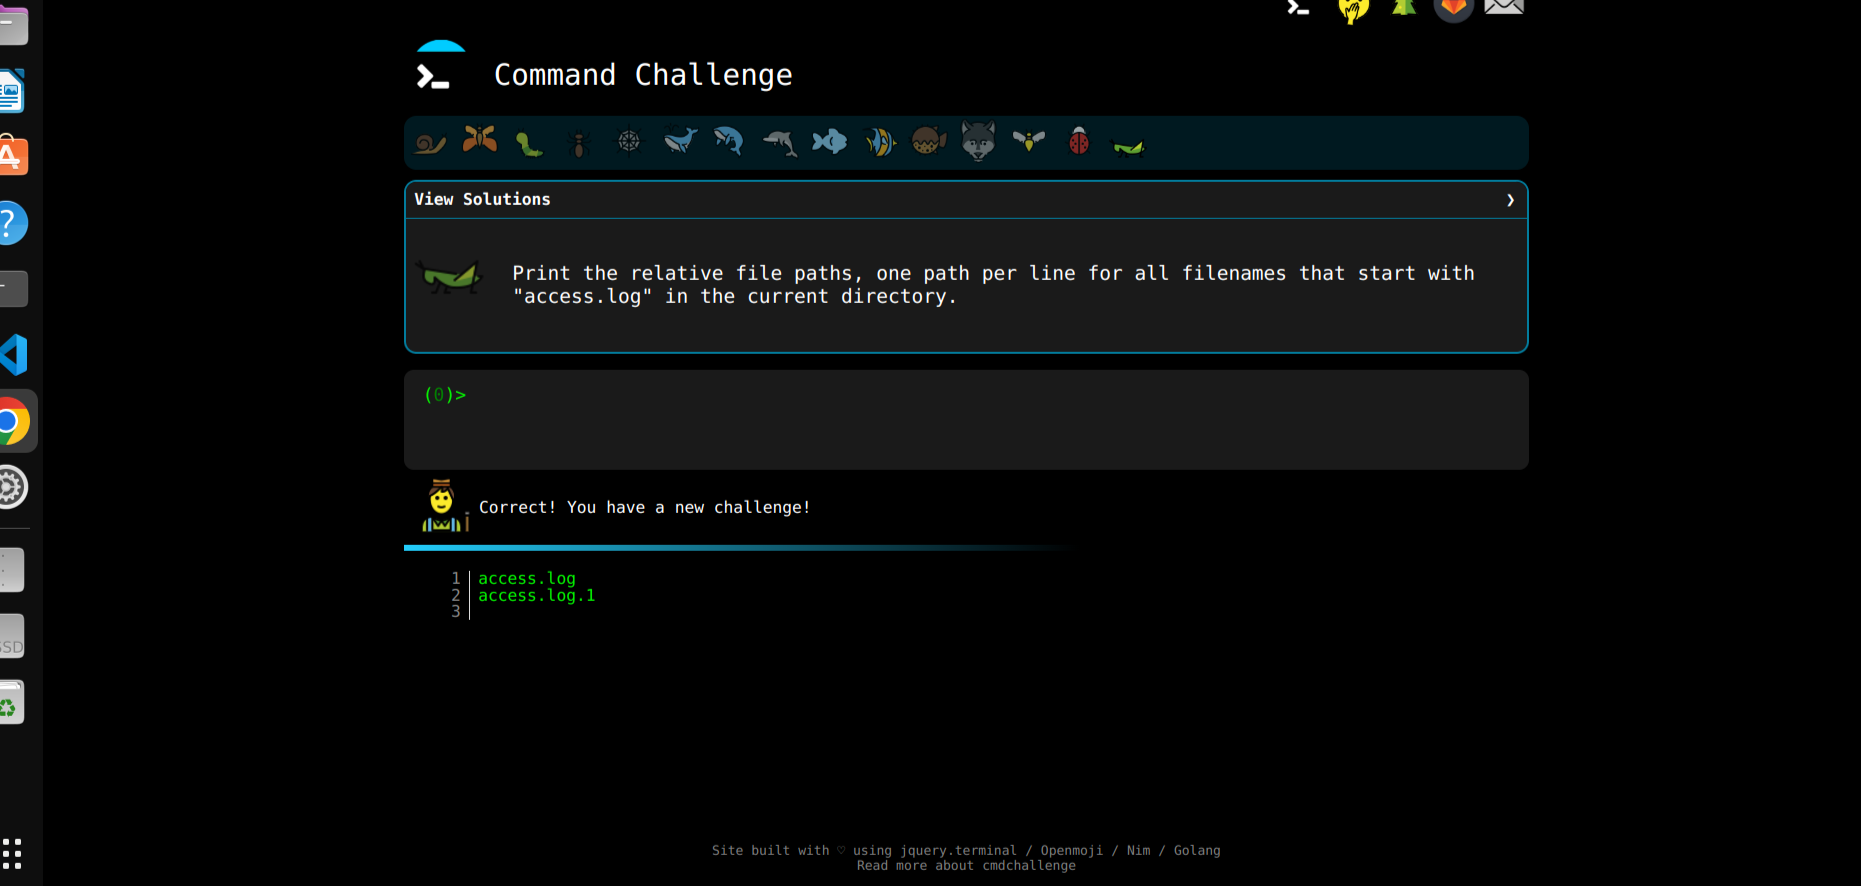 Command Challenge
View Solutions
Print the relative file paths, one path per line for all filenames that start with
"access.log" in the current directory.
(0)>
Correct! You have a new challenge!
1 access.log
2 access.log.1
3
SSD
Site built with ♡ using jquery.terminal / Openmoji / Nim / Golang
Read more about cmdchallenge